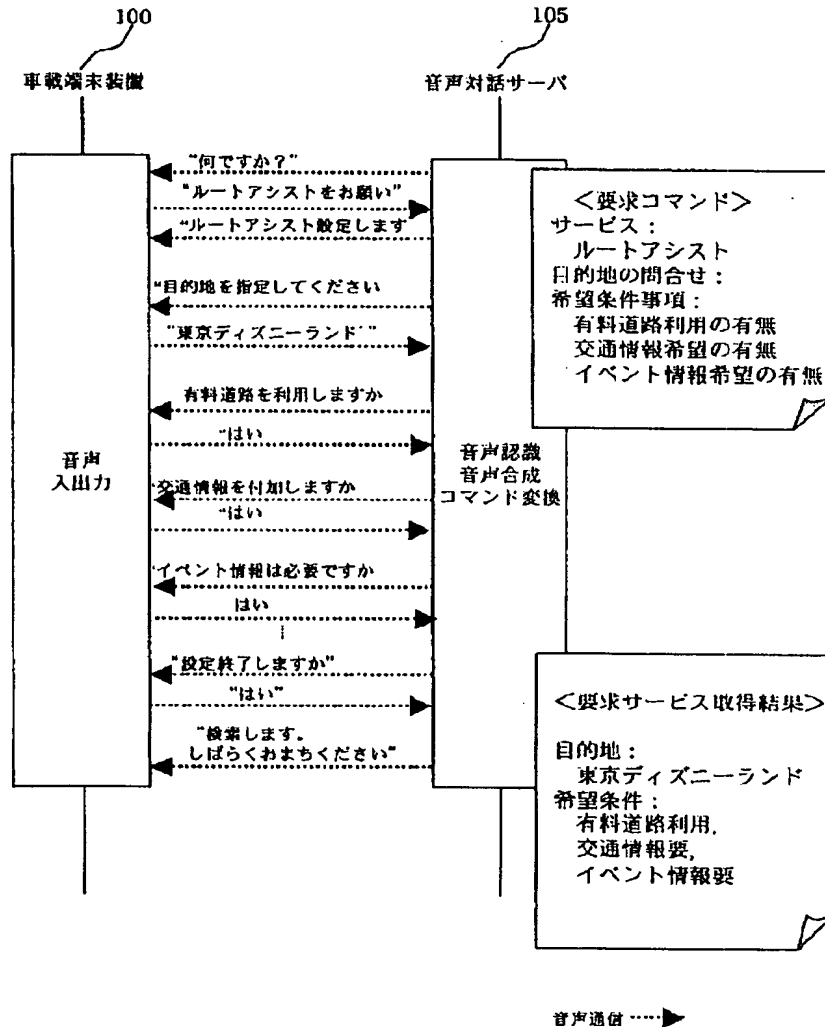 100
105
車載端末装置
音声対話サーバ
"何ですか？"
"ルートアシストをお願い"
"ルートアシスト設定します
"目的地を指定してください
"東京ディズニーランド"
有料道路を利用しますか
"はい
交通情報を付加しますか
"はい
イベント情報は必要ですか
はい
"設定終了しますか"
"はい"
"検索します。
しばらくおまちください"
音声
入出力
音声認識
音声合成
コマンド変換
＜要求コマンド＞
サービス：
ルートアシスト
目的地の問合せ：
希望条件事項：
有料道路利用の有無
交通情報希望の有無
イベント情報希望の有無
＜要求サービス取得結果＞
目的地：
東京ディズニーランド
希望条件：
有料道路利用,
交通情報要,
イベント情報要
音声通信